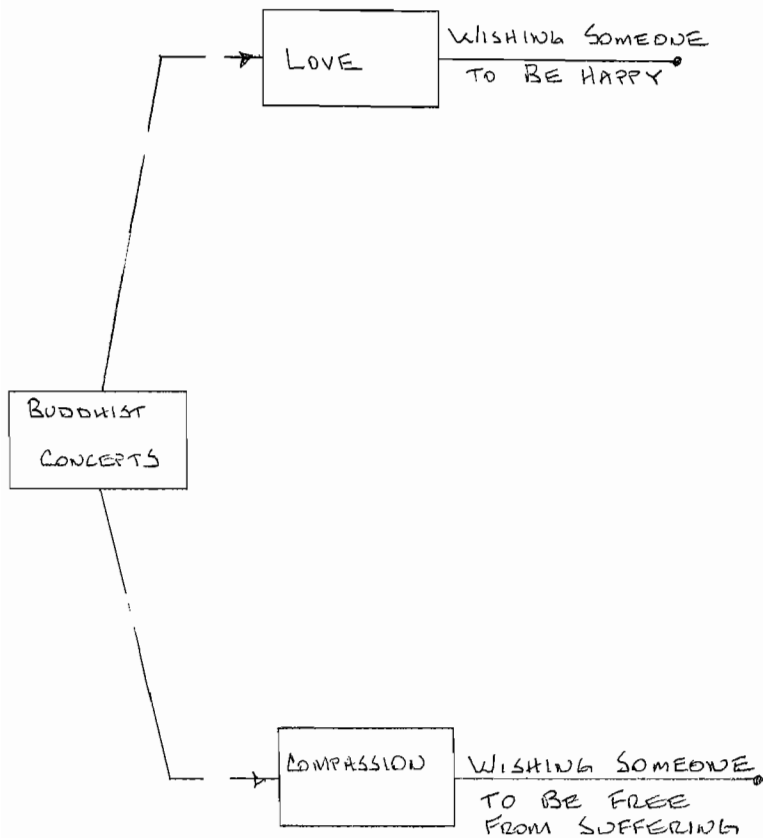 LOVE
WISHING SOMEONE
TO BE HAPPY
BUDDHIST
CONCEPTS
COMPASSION
WISHING SOMEONE
TO BE FREE
FROM SUFFERING